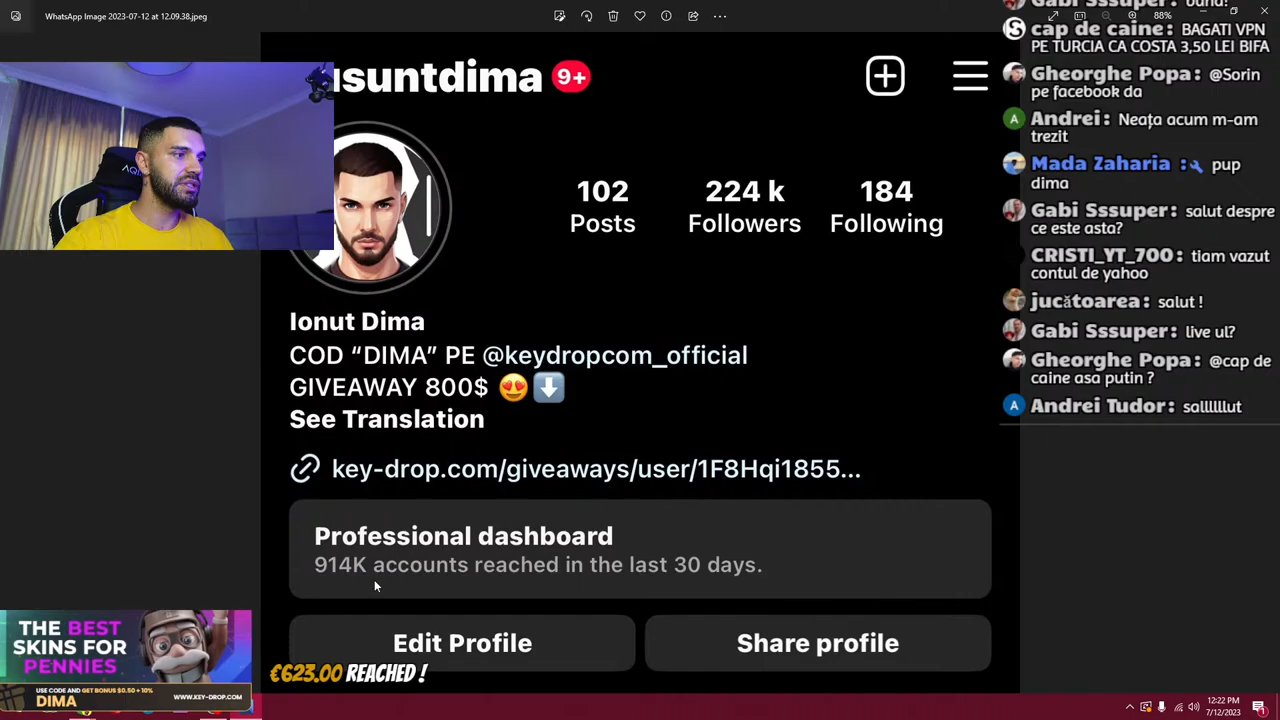 WhatsApp Image 2023-07-12 at 12.09.38.jpeg
88%
usuntdima 9+
102
Posts
224 k
Followers
184
Following
Ionut Dima
COD “DIMA” PE @keydropcom_official
GIVEAWAY 800$
See Translation
key-drop.com/giveaways/user/1F8Hqi1855...
Professional dashboard
914K accounts reached in the last 30 days.
Edit Profile
Share profile
€623.00 REACHED !
THE BEST
SKINS FOR
PENNIES
USE CODE AND GET BONUS $0.50 + 10%
DIMA
WWW.KEY-DROP.COM
cap de caine: BAGATI VPN
PE TURCIA CA COSTA 3,50 LEI BIFA
Gheorghe Popa: @Sorin
pe facebook da
Andrei: Neața acum m-am
trezit
Mada Zaharia : pup
dima
Gabi Sssuper: salut despre
ce este asta?
CRISTI_YT_700: tiam vazut
contul de yahoo
jucătoarea: salut !
Gabi Sssuper: live ul?
Gheorghe Popa: @cap de
caine asa putin ?
Andrei Tudor: salllllut
12:22 PM
7/12/2023